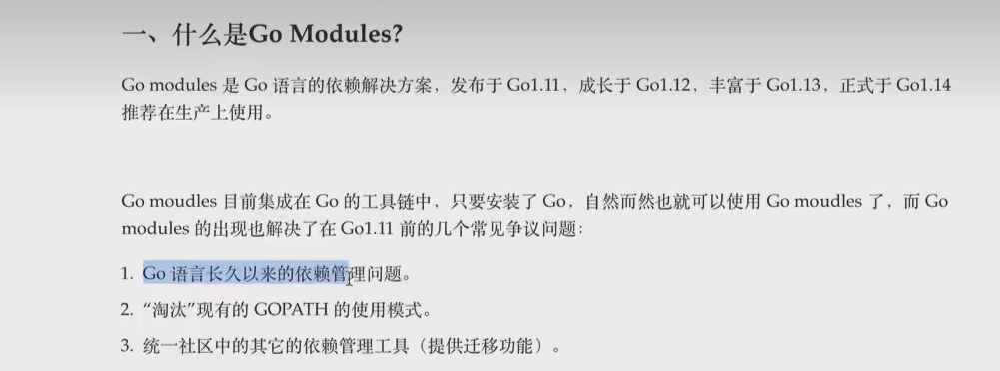 一、什么是Go Modules?
Go modules 是 Go 语言的依赖解决方案，发布于 Go1.11，成长于 Go1.12，丰富于 Go1.13，正式于 Go1.14
推荐在生产上使用。
Go moudles 目前集成在 Go 的工具链中，只要安装了 Go，自然而然也就可以使用 Go moudles 了，而 Go
modules 的出现也解决了在 Go1.11 前的几个常见争议问题：
1. Go 语言长久以来的依赖管理问题。
2. “淘汰”现有的 GOPATH 的使用模式。
3. 统一社区中的其它的依赖管理工具（提供迁移功能）。